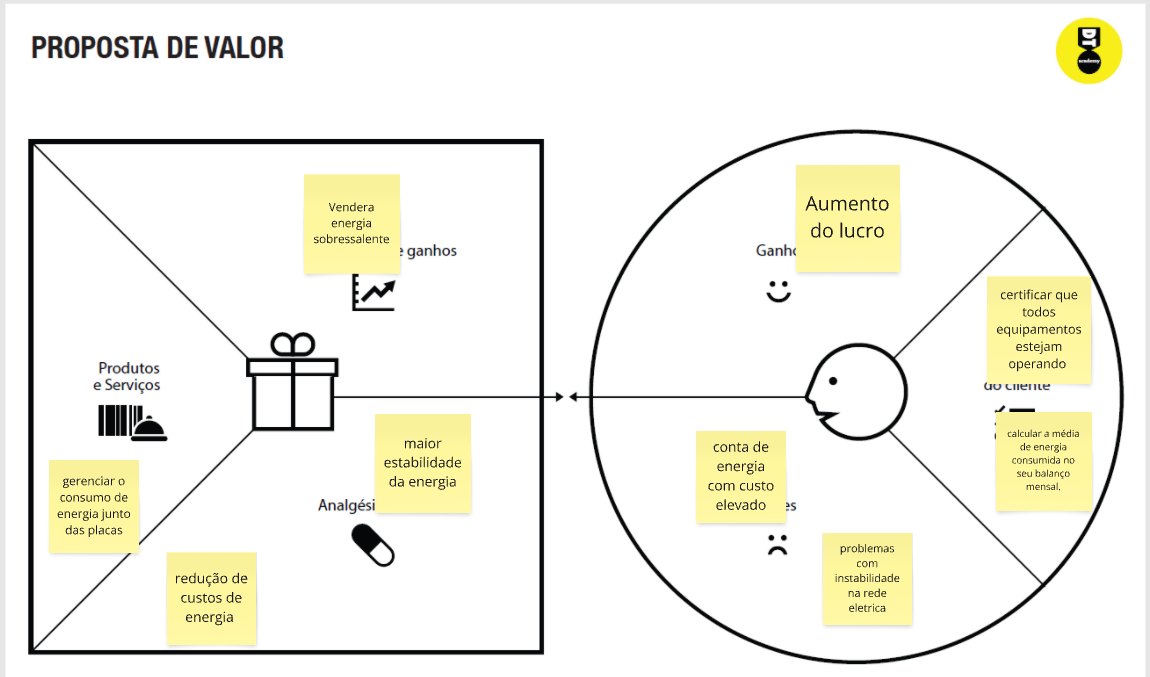 PROPOSTA DE VALOR
DT
academy
Vendera
energia
sobressalente
e ganhos
Produtos
e Serviços
gerenciar o
consumo de
energia junto
das placas
maior
estabilidade
da energia
Analgési
redução de
custos de
energia
Aumento
do lucro
Ganho
certificar que
todos
equipamentos
estejam
operando
do cliente
calcular a média
de energia
consumida no
seu balanço
mensal.
conta de
energia
com custo
elevado
es
problemas
com
instabilidade
na rede
eletrica